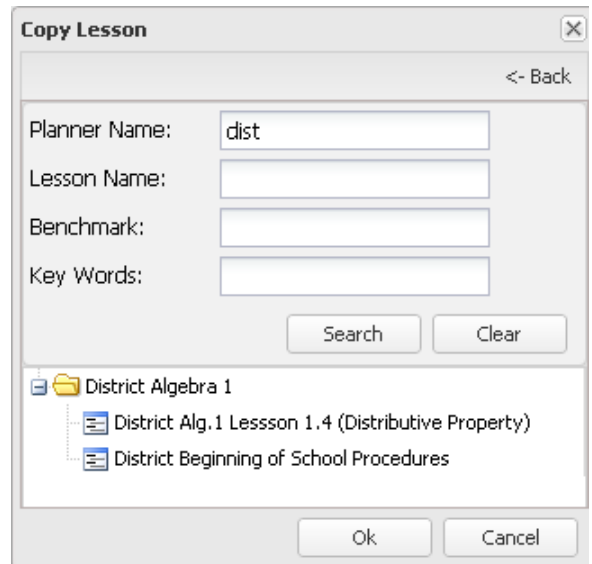 Copy Lesson
<- Back
Planner Name: dist
Lesson Name:
Benchmark:
Key Words:
Search Clear
District Algebra 1
District Alg.1 Lessson 1.4 (Distributive Property)
District Beginning of School Procedures
Ok Cancel